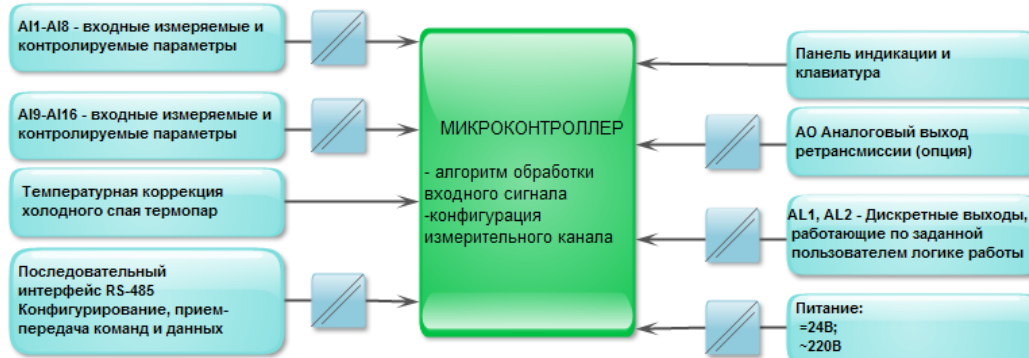 AI1-AI8 - входные измеряемые и
контролируемые параметры
AI9-AI16 - входные измеряемые и
контролируемые параметры
Температурная коррекция
холодного спая термопар
Последовательный
интерфейс RS-485
Конфигурирование, прием-
передача команд и данных
МИКРОКОНТРОЛЛЕР
- алгоритм обработки
входного сигнала
-конфигурация
измерительного канала
Панель индикации и
клавиатура
АО Аналоговый выход
ретрансмиссии (опция)
AL1, AL2 - Дискретные выходы,
работающие по заданной
пользователем логике работы
Питание:
=24В;
~220В